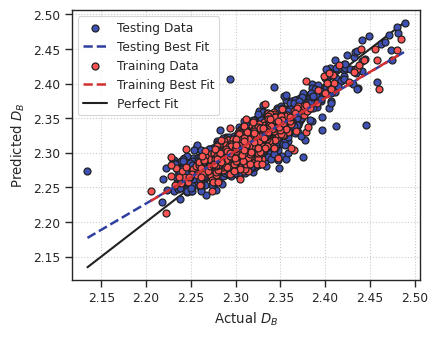 Testing Data
Testing Best Fit
Training Data
Training Best Fit
Perfect Fit
2.50
2.45
2.40
2.35
2.30
2.25
2.20
2.15
Predicted D_B
2.15 2.20 2.25 2.30 2.35 2.40 2.45 2.50
Actual D_B